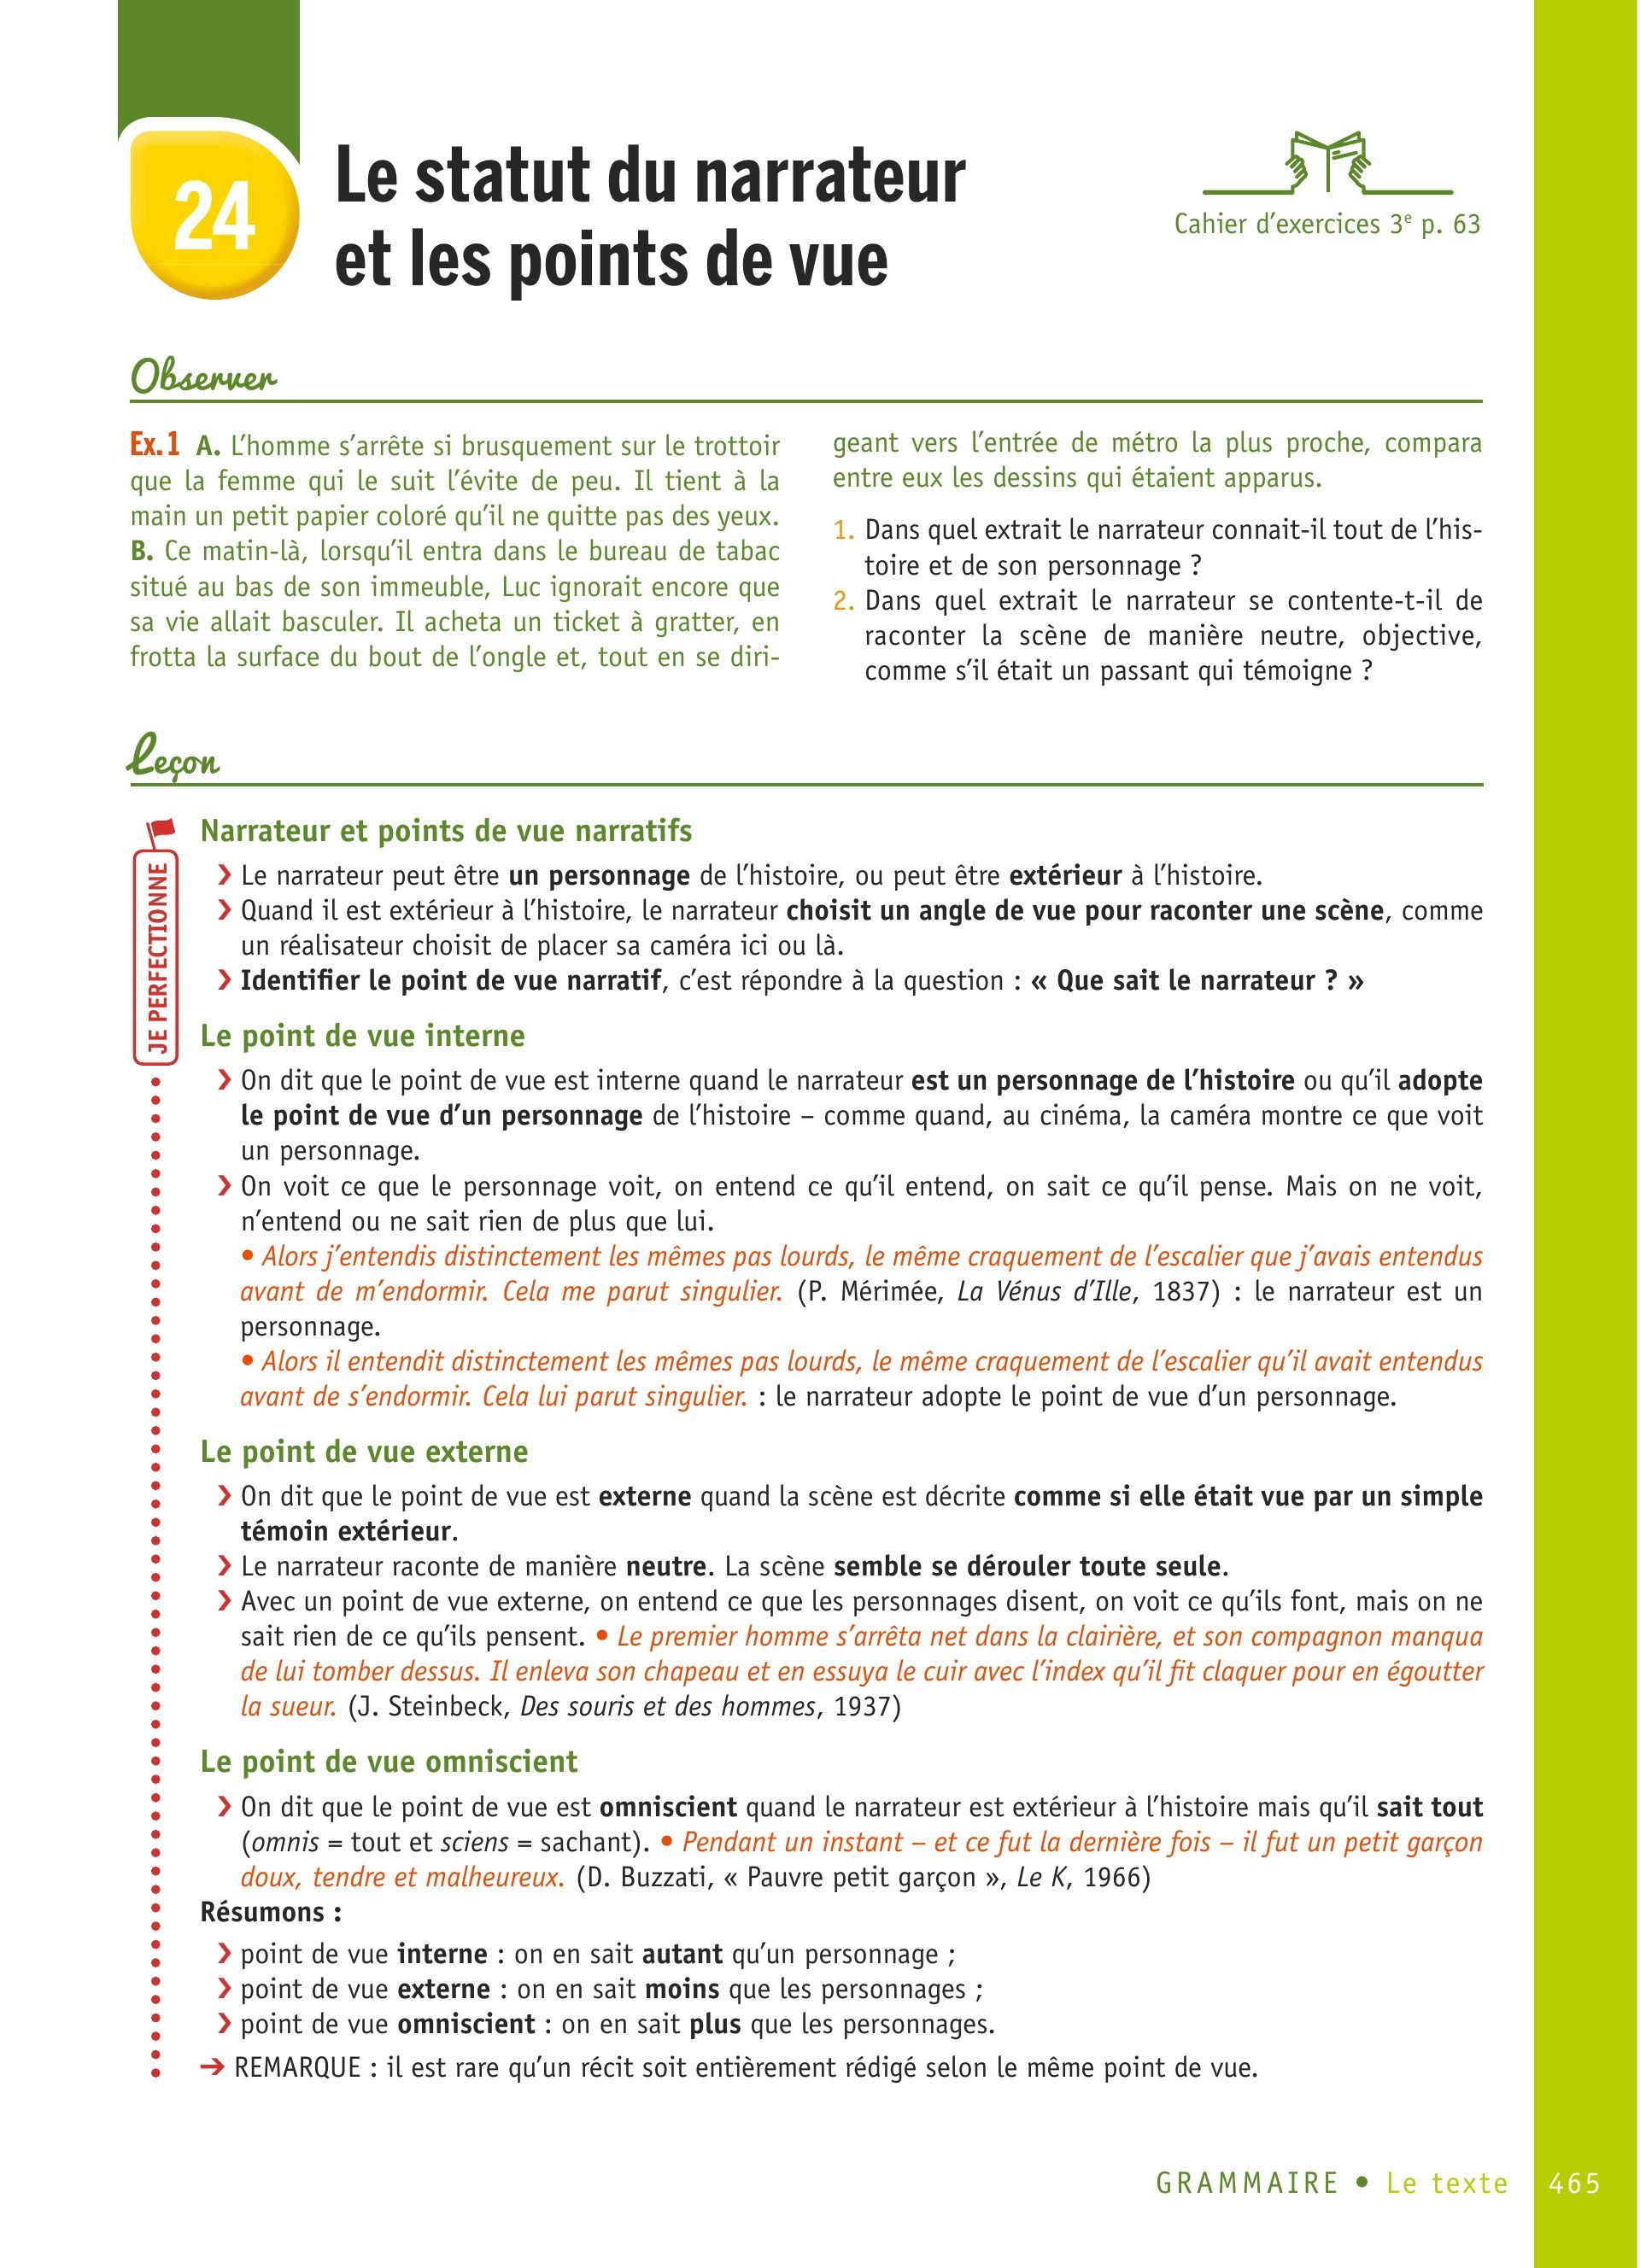 24
Le statut du narrateur
et les points de vue
Cahier d’exercices 3e p. 63
Observer
Ex.1 A. L’homme s’arrête si brusquement sur le trottoir
que la femme qui le suit l’évite de peu. Il tient à la
main un petit papier coloré qu’il ne quitte pas des yeux.
B. Ce matin-là, lorsqu’il entra dans le bureau de tabac
situé au bas de son immeuble, Luc ignorait encore que
sa vie allait basculer. Il acheta un ticket à gratter, en
frotta la surface du bout de l’ongle et, tout en se diri-
geant vers l’entrée de métro la plus proche, compara
entre eux les dessins qui étaient apparus.
1. Dans quel extrait le narrateur connait-il tout de l’his-
toire et de son personnage ?
2. Dans quel extrait le narrateur se contente-t-il de
raconter la scène de manière neutre, objective,
comme s’il était un passant qui témoigne ?
Leçon
JE PERFECTIONNE
Narrateur et points de vue narratifs
❯ Le narrateur peut être un personnage de l’histoire, ou peut être extérieur à l’histoire.
❯ Quand il est extérieur à l’histoire, le narrateur choisit un angle de vue pour raconter une scène, comme
un réalisateur choisit de placer sa caméra ici ou là.
❯ Identifier le point de vue narratif, c’est répondre à la question : « Que sait le narrateur ? »
Le point de vue interne
❯ On dit que le point de vue est interne quand le narrateur est un personnage de l’histoire ou qu’il adopte
le point de vue d’un personnage de l’histoire – comme quand, au cinéma, la caméra montre ce que voit
un personnage.
❯ On voit ce que le personnage voit, on entend ce qu’il entend, on sait ce qu’il pense. Mais on ne voit,
n’entend ou ne sait rien de plus que lui.
• Alors j’entendis distinctement les mêmes pas lourds, le même craquement de l’escalier que j’avais entendus
avant de m’endormir. Cela me parut singulier. (P. Mérimée, La Vénus d’Ille, 1837) : le narrateur est un
personnage.
• Alors il entendit distinctement les mêmes pas lourds, le même craquement de l’escalier qu’il avait entendus
avant de s’endormir. Cela lui parut singulier. : le narrateur adopte le point de vue d’un personnage.
Le point de vue externe
❯ On dit que le point de vue est externe quand la scène est décrite comme si elle était vue par un simple
témoin extérieur.
❯ Le narrateur raconte de manière neutre. La scène semble se dérouler toute seule.
❯ Avec un point de vue externe, on entend ce que les personnages disent, on voit ce qu’ils font, mais on ne
sait rien de ce qu’ils pensent. • Le premier homme s’arrêta net dans la clairière, et son compagnon manqua
de lui tomber dessus. Il enleva son chapeau et en essuya le cuir avec l’index qu’il fit claquer pour en égoutter
la sueur. (J. Steinbeck, Des souris et des hommes, 1937)
Le point de vue omniscient
❯ On dit que le point de vue est omniscient quand le narrateur est extérieur à l’histoire mais qu’il sait tout
(omnis = tout et sciens = sachant). • Pendant un instant – et ce fut la dernière fois – il fut un petit garçon
doux, tendre et malheureux. (D. Buzzati, « Pauvre petit garçon », Le K, 1966)
Résumons :
❯ point de vue interne : on en sait autant qu’un personnage ;
❯ point de vue externe : on en sait moins que les personnages ;
❯ point de vue omniscient : on en sait plus que les personnages.
➔ REMARQUE : il est rare qu’un récit soit entièrement rédigé selon le même point de vue.
GRAMMAIRE • Le texte 465